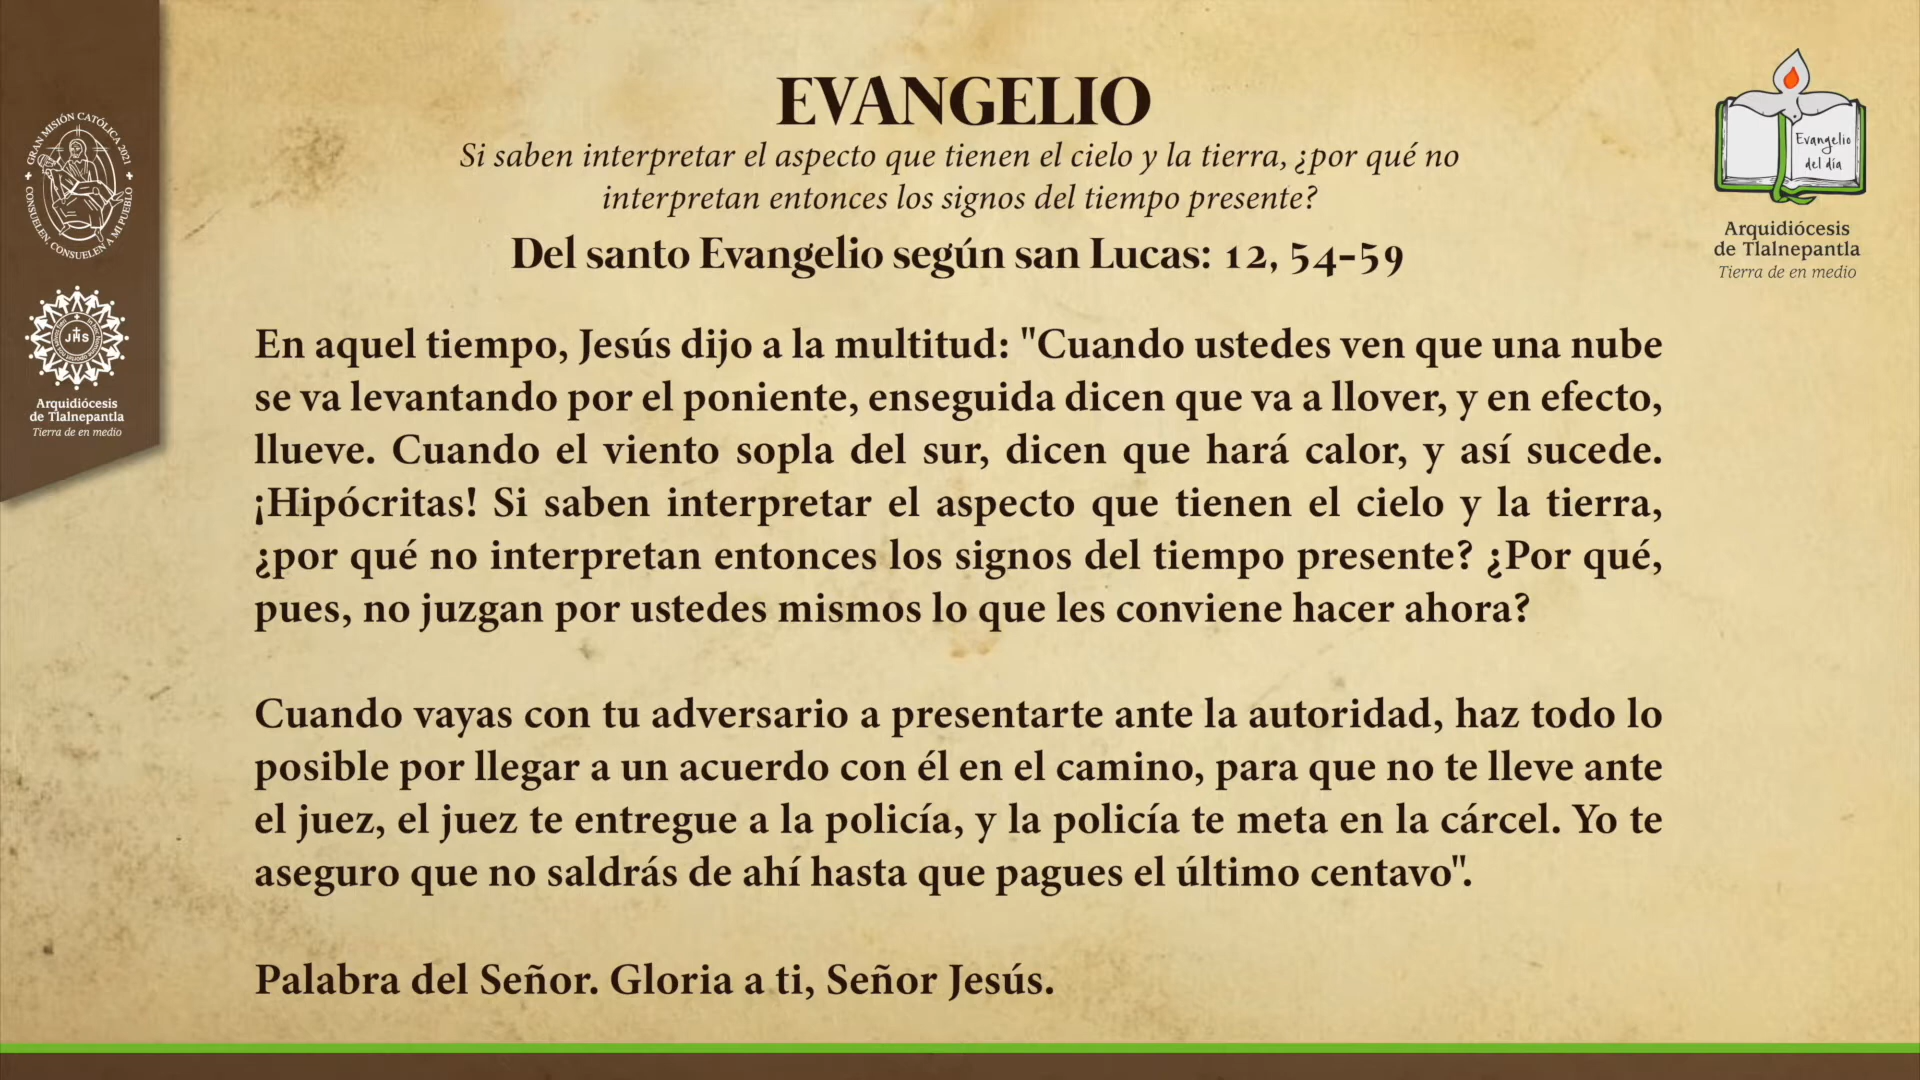 EVANGELIO
Si saben interpretar el aspecto que tienen el cielo y la tierra, ¿por qué no
interpretan entonces los signos del tiempo presente?
Del santo Evangelio según san Lucas: 12, 54-59
En aquel tiempo, Jesús dijo a la multitud: "Cuando ustedes ven que una nube
se va levantando por el poniente, enseguida dicen que va a llover, y en efecto,
llueve. Cuando el viento sopla del sur, dicen que hará calor, y así sucede.
¡Hipócritas! Si saben interpretar el aspecto que tienen el cielo y la tierra,
¿por qué no interpretan entonces los signos del tiempo presente? ¿Por qué,
pues, no juzgan por ustedes mismos lo que les conviene hacer ahora?
Cuando vayas con tu adversario a presentarte ante la autoridad, haz todo lo
posible por llegar a un acuerdo con él en el camino, para que no te lleve ante
el juez, el juez te entregue a la policía, y la policía te meta en la cárcel. Yo te
aseguro que no saldrás de ahí hasta que pagues el último centavo".
Palabra del Señor. Gloria a ti, Señor Jesús.
GRAN MISIÓN CATÓLICA 2021
CONSUELEN, CONSUELEN A MI PUEBLO
JHS
Arquidiócesis
de Tlalnepantla
Tierra de en medio
Evangelio
del día
Arquidiócesis
de Tlalnepantla
Tierra de en medio